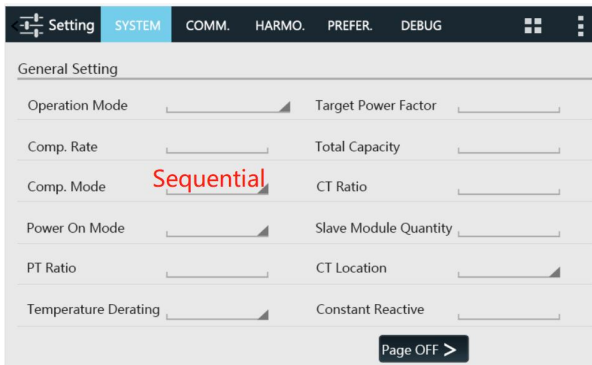 Setting SYSTEM COMM. HARMO. PREFER. DEBUG
General Setting
Operation Mode Target Power Factor
Comp. Rate Total Capacity
Comp. Mode Sequential CT Ratio
Power On Mode Slave Module Quantity
PT Ratio CT Location
Temperature Derating Constant Reactive
Page OFF >